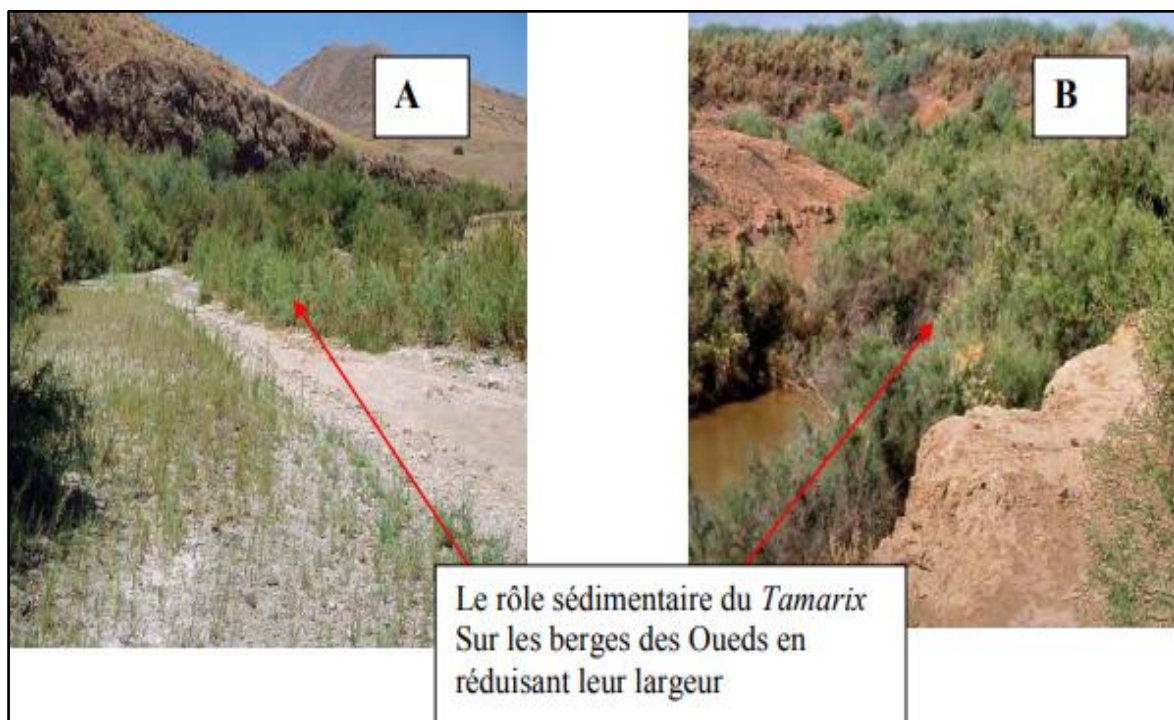 A
B
Le rôle sédimentaire du Tamarix
Sur les berges des Oueds en
réduisant leur largeur